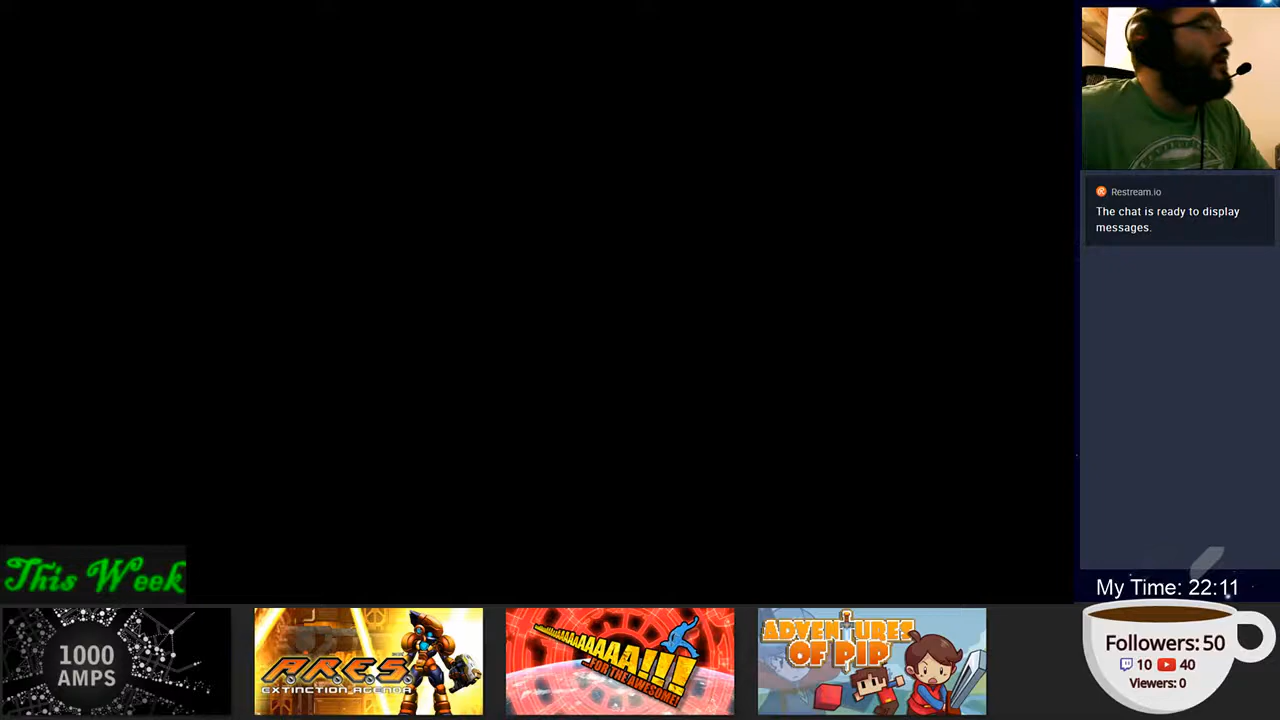 Restream.io
The chat is ready to display
messages.
This Week
My Time: 22:11
1000
AMPS
ARES
EXTINCTION AGENDA
FOR THE AWESOME!
ADVENTURES
OF PIP
Followers: 50
10 40
Viewers: 0